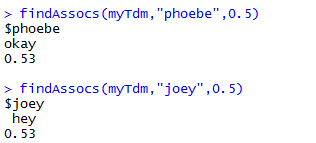 > findAssocs(myTdm,"phoebe",0.5)
$phoebe
okay
0.53
> findAssocs(myTdm,"joey",0.5)
$joey
 hey
0.53